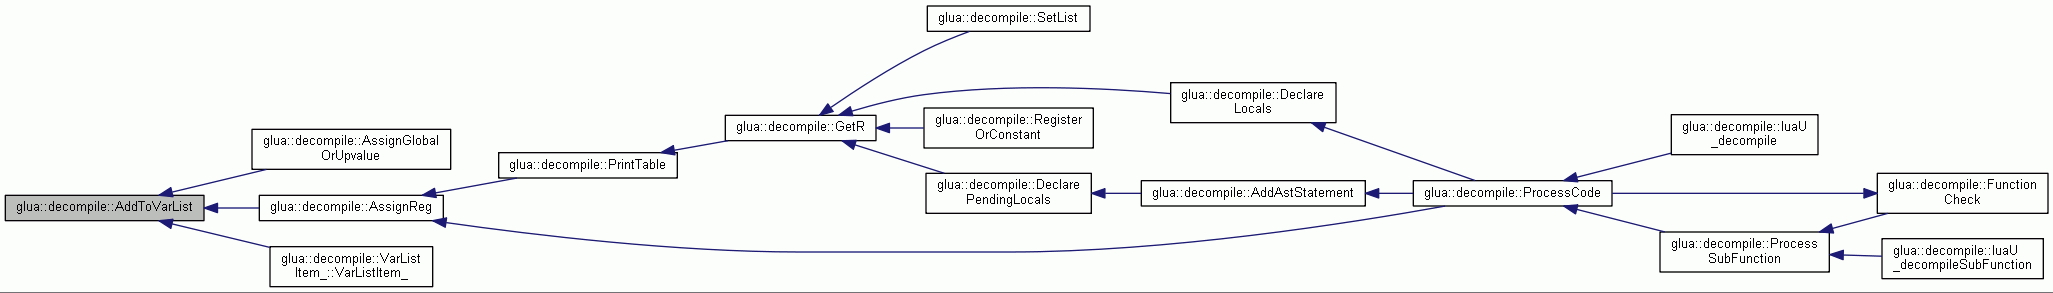 glua::decompile::SetList
glua::decompile::Declare
Locals
glua::decompile::Register
OrConstant
glua::decompile::luaU
_decompile
glua::decompile::GetR
glua::decompile::AssignGlobal
OrUpvalue
glua::decompile::PrintTable
glua::decompile::Declare
PendingLocals
glua::decompile::AddAstStatement
glua::decompile::ProcessCode
glua::decompile::Function
Check
glua::decompile::AddToVarList
glua::decompile::AssignReg
glua::decompile::Process
SubFunction
glua::decompile::luaU
_decompileSubFunction
glua::decompile::VarList
Item_::VarListItem_